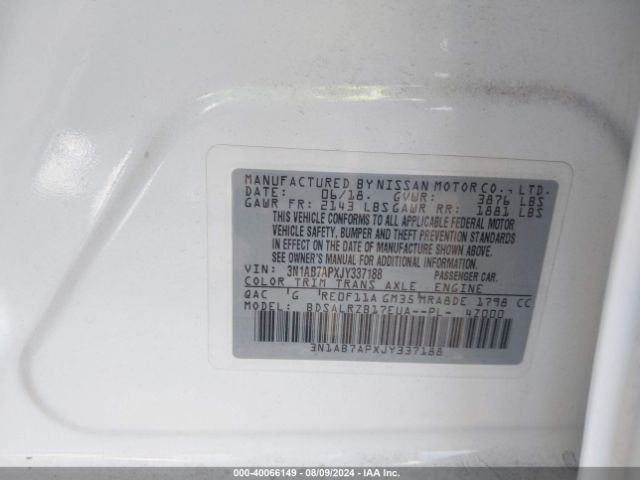 MANUFACTURED BY NISSAN MOTOR CO., LTD.
DATE: 06/18. GVWR: 3876 LBS
GAWR FR: 2143 LBS GAWR RR: 1881 LBS
THIS VEHICLE CONFORMS TO ALL APPLICABLE FEDERAL MOTOR
VEHICLE SAFETY, BUMPER AND THEFT PREVENTION STANDARDS
IN EFFECT ON THE DATE OF MANUFACTURE SHOWN ABOVE.
SEE OWNER'S MANUAL FOR ADDITIONAL INFORMATION.
VIN: 3N1AB7APXJY337188 PASSENGER CAR.
COLOR TRIM TRANS AXLE ENGINE
QAC G RE0F11A GM35 MRA8DE 1798 CC
MODEL: BDSALRZB17EUA--PL- 4Z000
3N1AB7APXJY337188
000-40066149 - 08/09/2024 - IAA Inc.